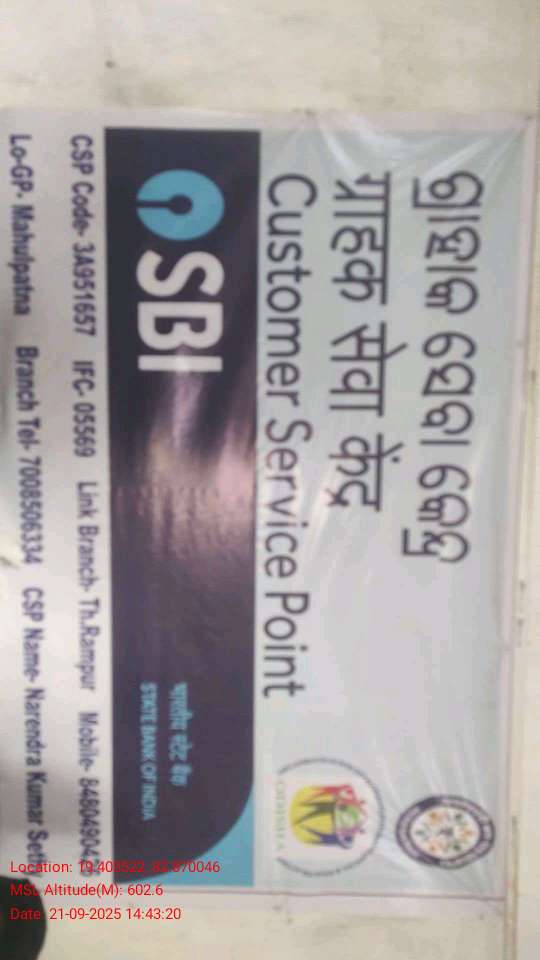 ଗ୍ରାହକ ସେବା କେନ୍ଦ୍ର
ग्राहक सेवा केंद्र
Customer Service Point
SBI
भारतीय स्टेट बैंक
STATE BANK OF INDIA
CSP Code- 3A951657 IFC- 05569 Link Branch- Th.Rampur Mobile-
Lo-GP- Mahulpatna Branch Tel- 7008506334 CSP Name- Narendra Kumar
Location: 19.403522, 82.870046
MSL Altitude(M): 602.6
Date: 21-09-2025 14:43:20